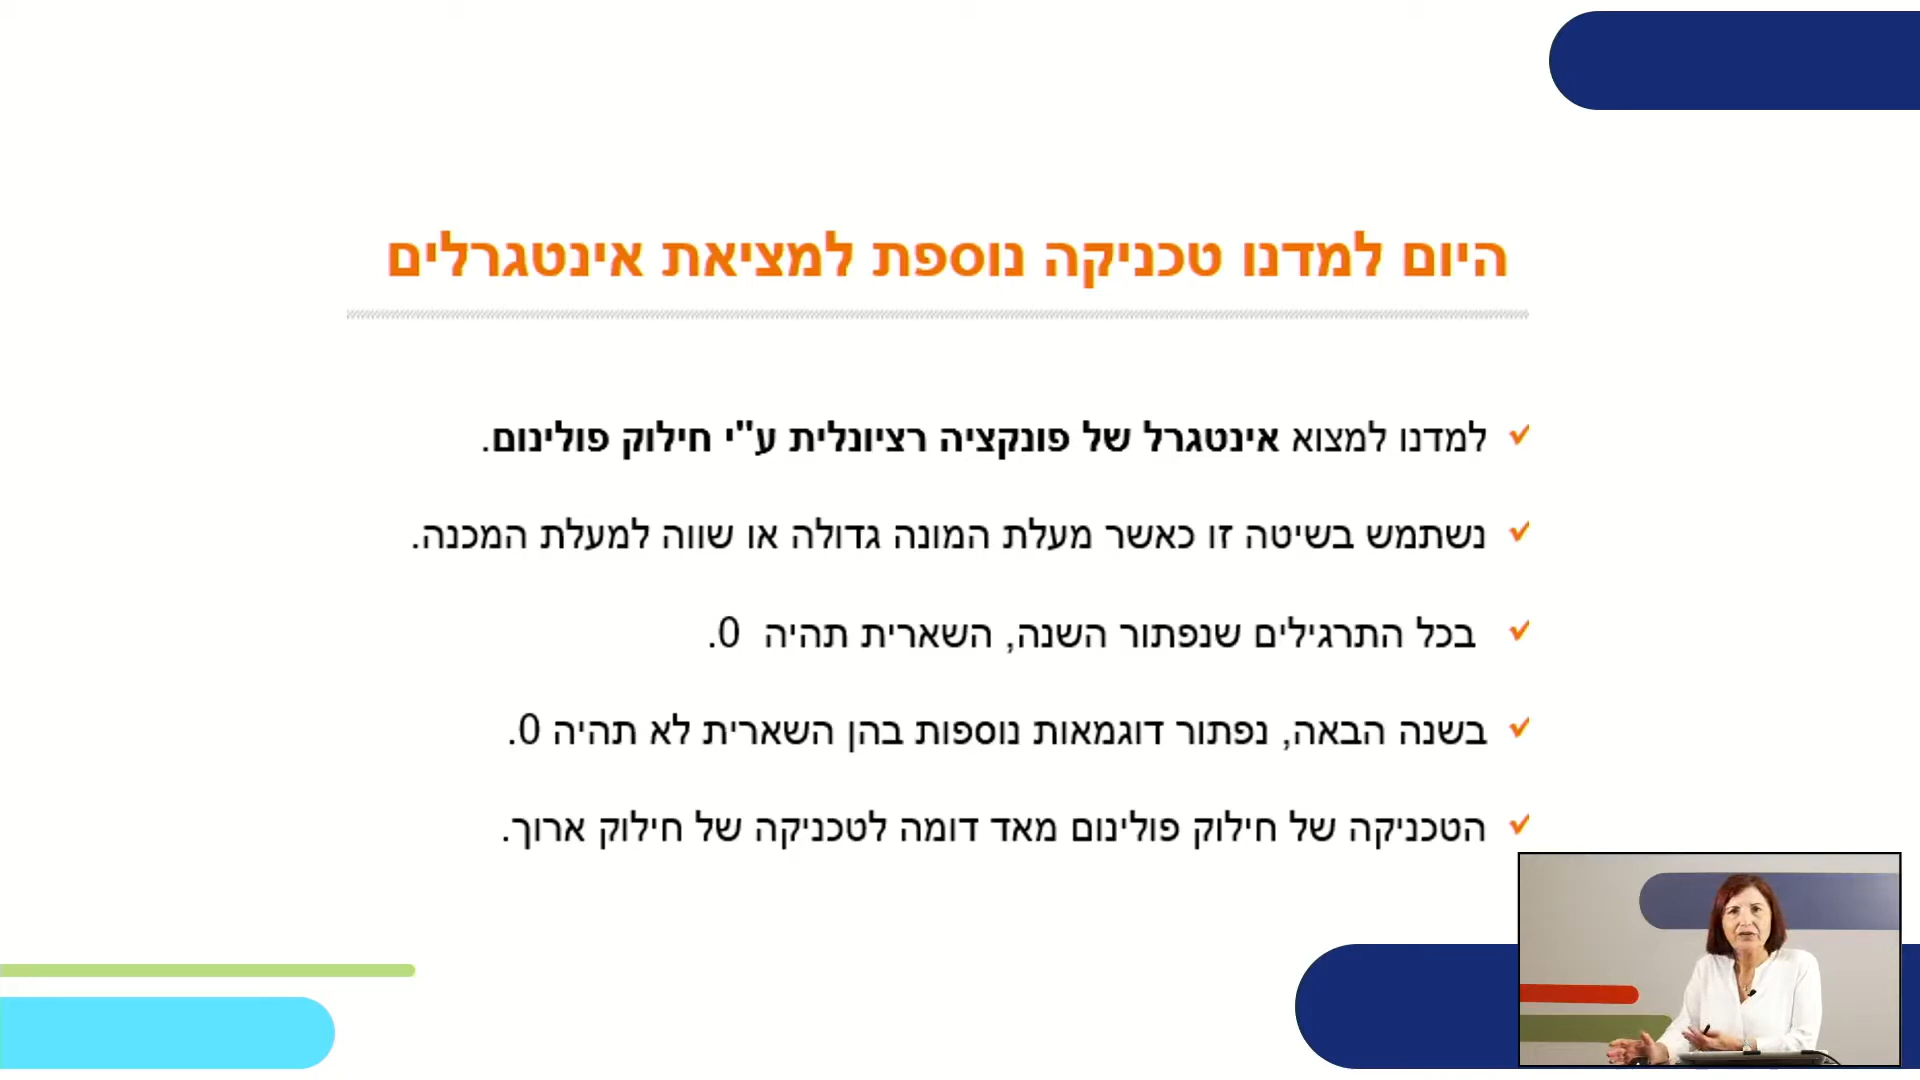 היום למדנו טכניקה נוספת למציאת אינטגרלים
למדנו למצוא אינטגרל של פונקציה רציונלית ע"י חילוק פולינום.
נשתמש בשיטה זו כאשר מעלת המונה גדולה או שווה למעלת המכנה.
בכל התרגילים שנפתור השנה, השארית תהיה 0.
בשנה הבאה, נפתור דוגמאות נוספות בהן השארית לא תהיה 0.
הטכניקה של חילוק פולינום מאד דומה לטכניקה של חילוק ארוך.